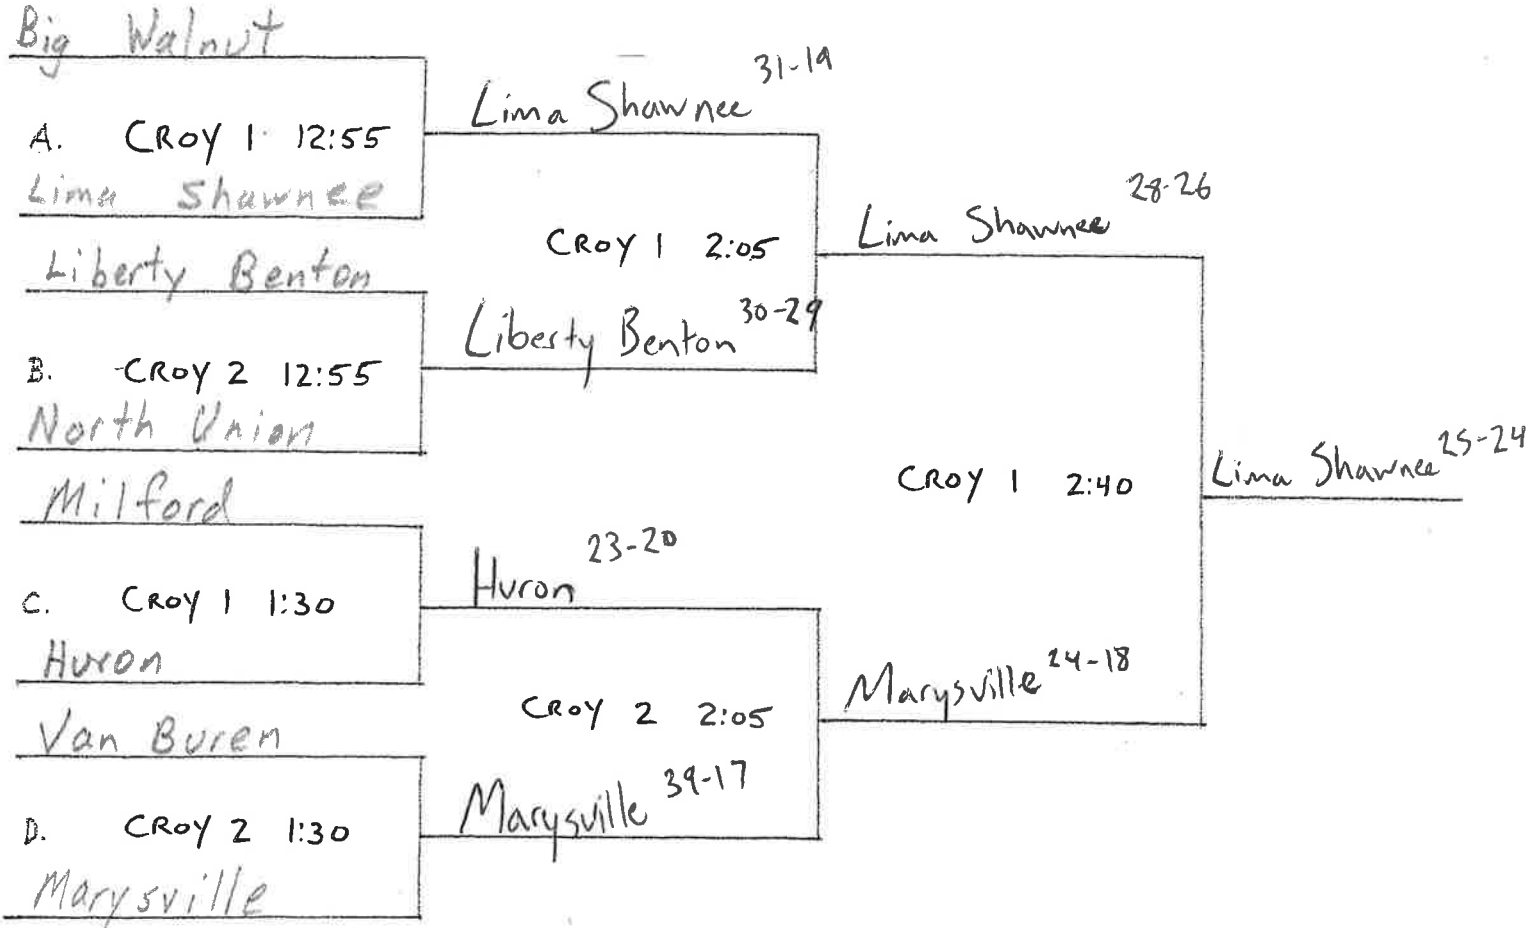 Big Walnut
A. CROY 1 12:55
Lima Shawnee
Liberty Benton
B. CROY 2 12:55
North Union
Milford
C. CROY 1 1:30
Huron
Van Buren
D. CROY 2 1:30
Marysville
Lima Shawnee 31-19
CROY 1 2:05
Liberty Benton 30-29
Huron 23-20
CROY 2 2:05
Marysville 39-17
Lima Shawnee 28-26
CROY 1 2:40
Marysville 24-18
Lima Shawnee 25-24